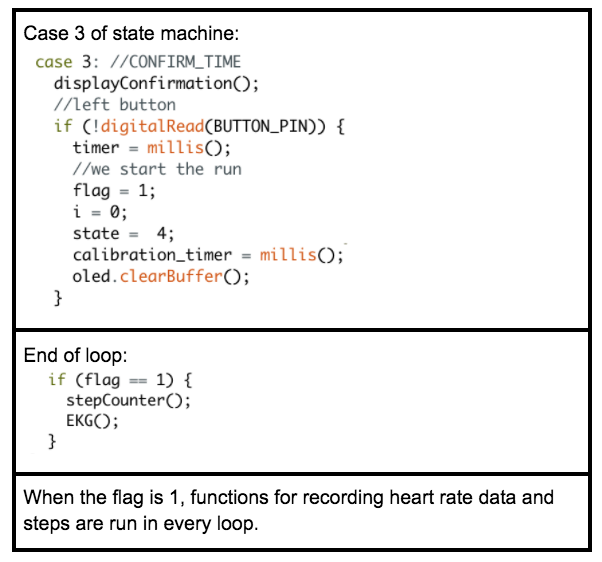 Case 3 of state machine:
case 3: //CONFIRM_TIME
displayConfirmation();
//left button
if (!digitalRead(BUTTON_PIN)) {
timer = millis();
//we start the run
flag = 1;
i = 0;
state =  4;
calibration_timer = millis();
oled.clearBuffer();
}
End of loop:
if (flag == 1) {
stepCounter();
EKG();
}
When the flag is 1, functions for recording heart rate data and
steps are run in every loop.